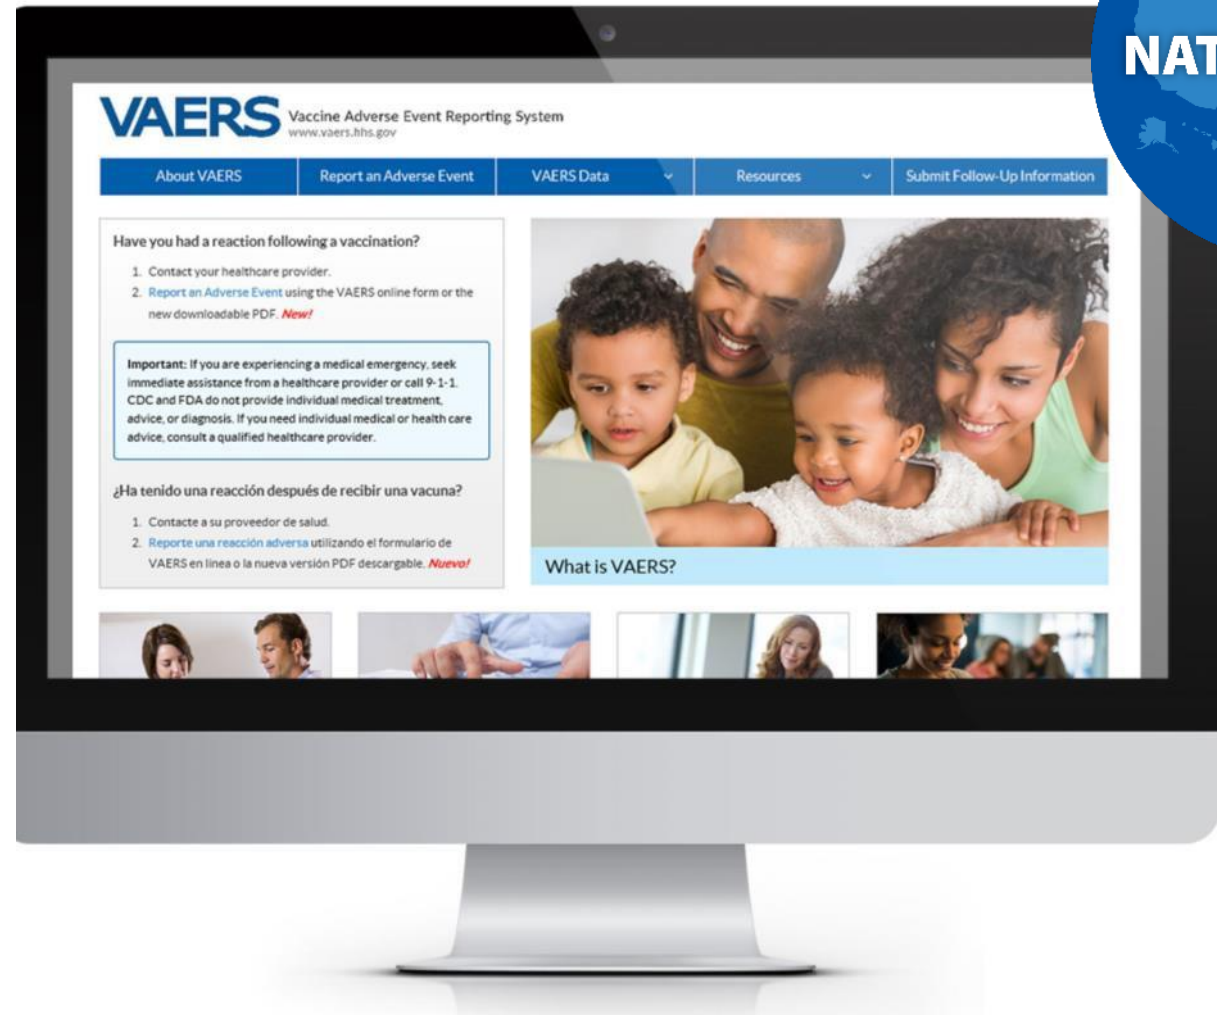 NAT
VAERS Vaccine Adverse Event Reporting System
www.vaers.hhs.gov
About VAERS
Report an Adverse Event
VAERS Data
Resources
Submit Follow-Up Information
Have you had a reaction following a vaccination?
1. Contact your healthcare provider.
2. Report an Adverse Event using the VAERS online form or the
new downloadable PDF. New!
Important: If you are experiencing a medical emergency, seek
immediate assistance from a healthcare provider or call 9-1-1.
CDC and FDA do not provide individual medical treatment,
advice, or diagnosis. If you need individual medical or health care
advice, consult a qualified healthcare provider.
¿Ha tenido una reacción después de recibir una vacuna?
1. Contacte a su proveedor de salud.
2. Reporte una reacción adversa utilizando el formulario de
VAERS en línea o la nueva versión PDF descargable. Nuevo!
What is VAERS?